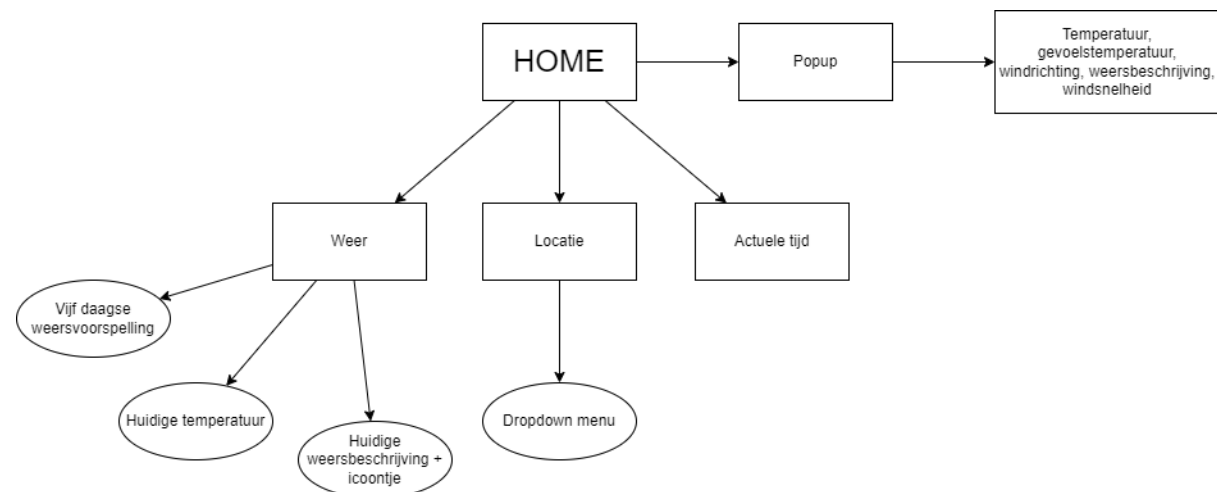 HOME
Popup
Temperatuur,
gevoelstemperatuur,
windrichting, weersbeschrijving,
windsnelheid
Weer
Locatie
Actuele tijd
Vijf daagse
weersvoorspelling
Huidige temperatuur
Dropdown menu
Huidige
weersbeschrijving +
icoontje